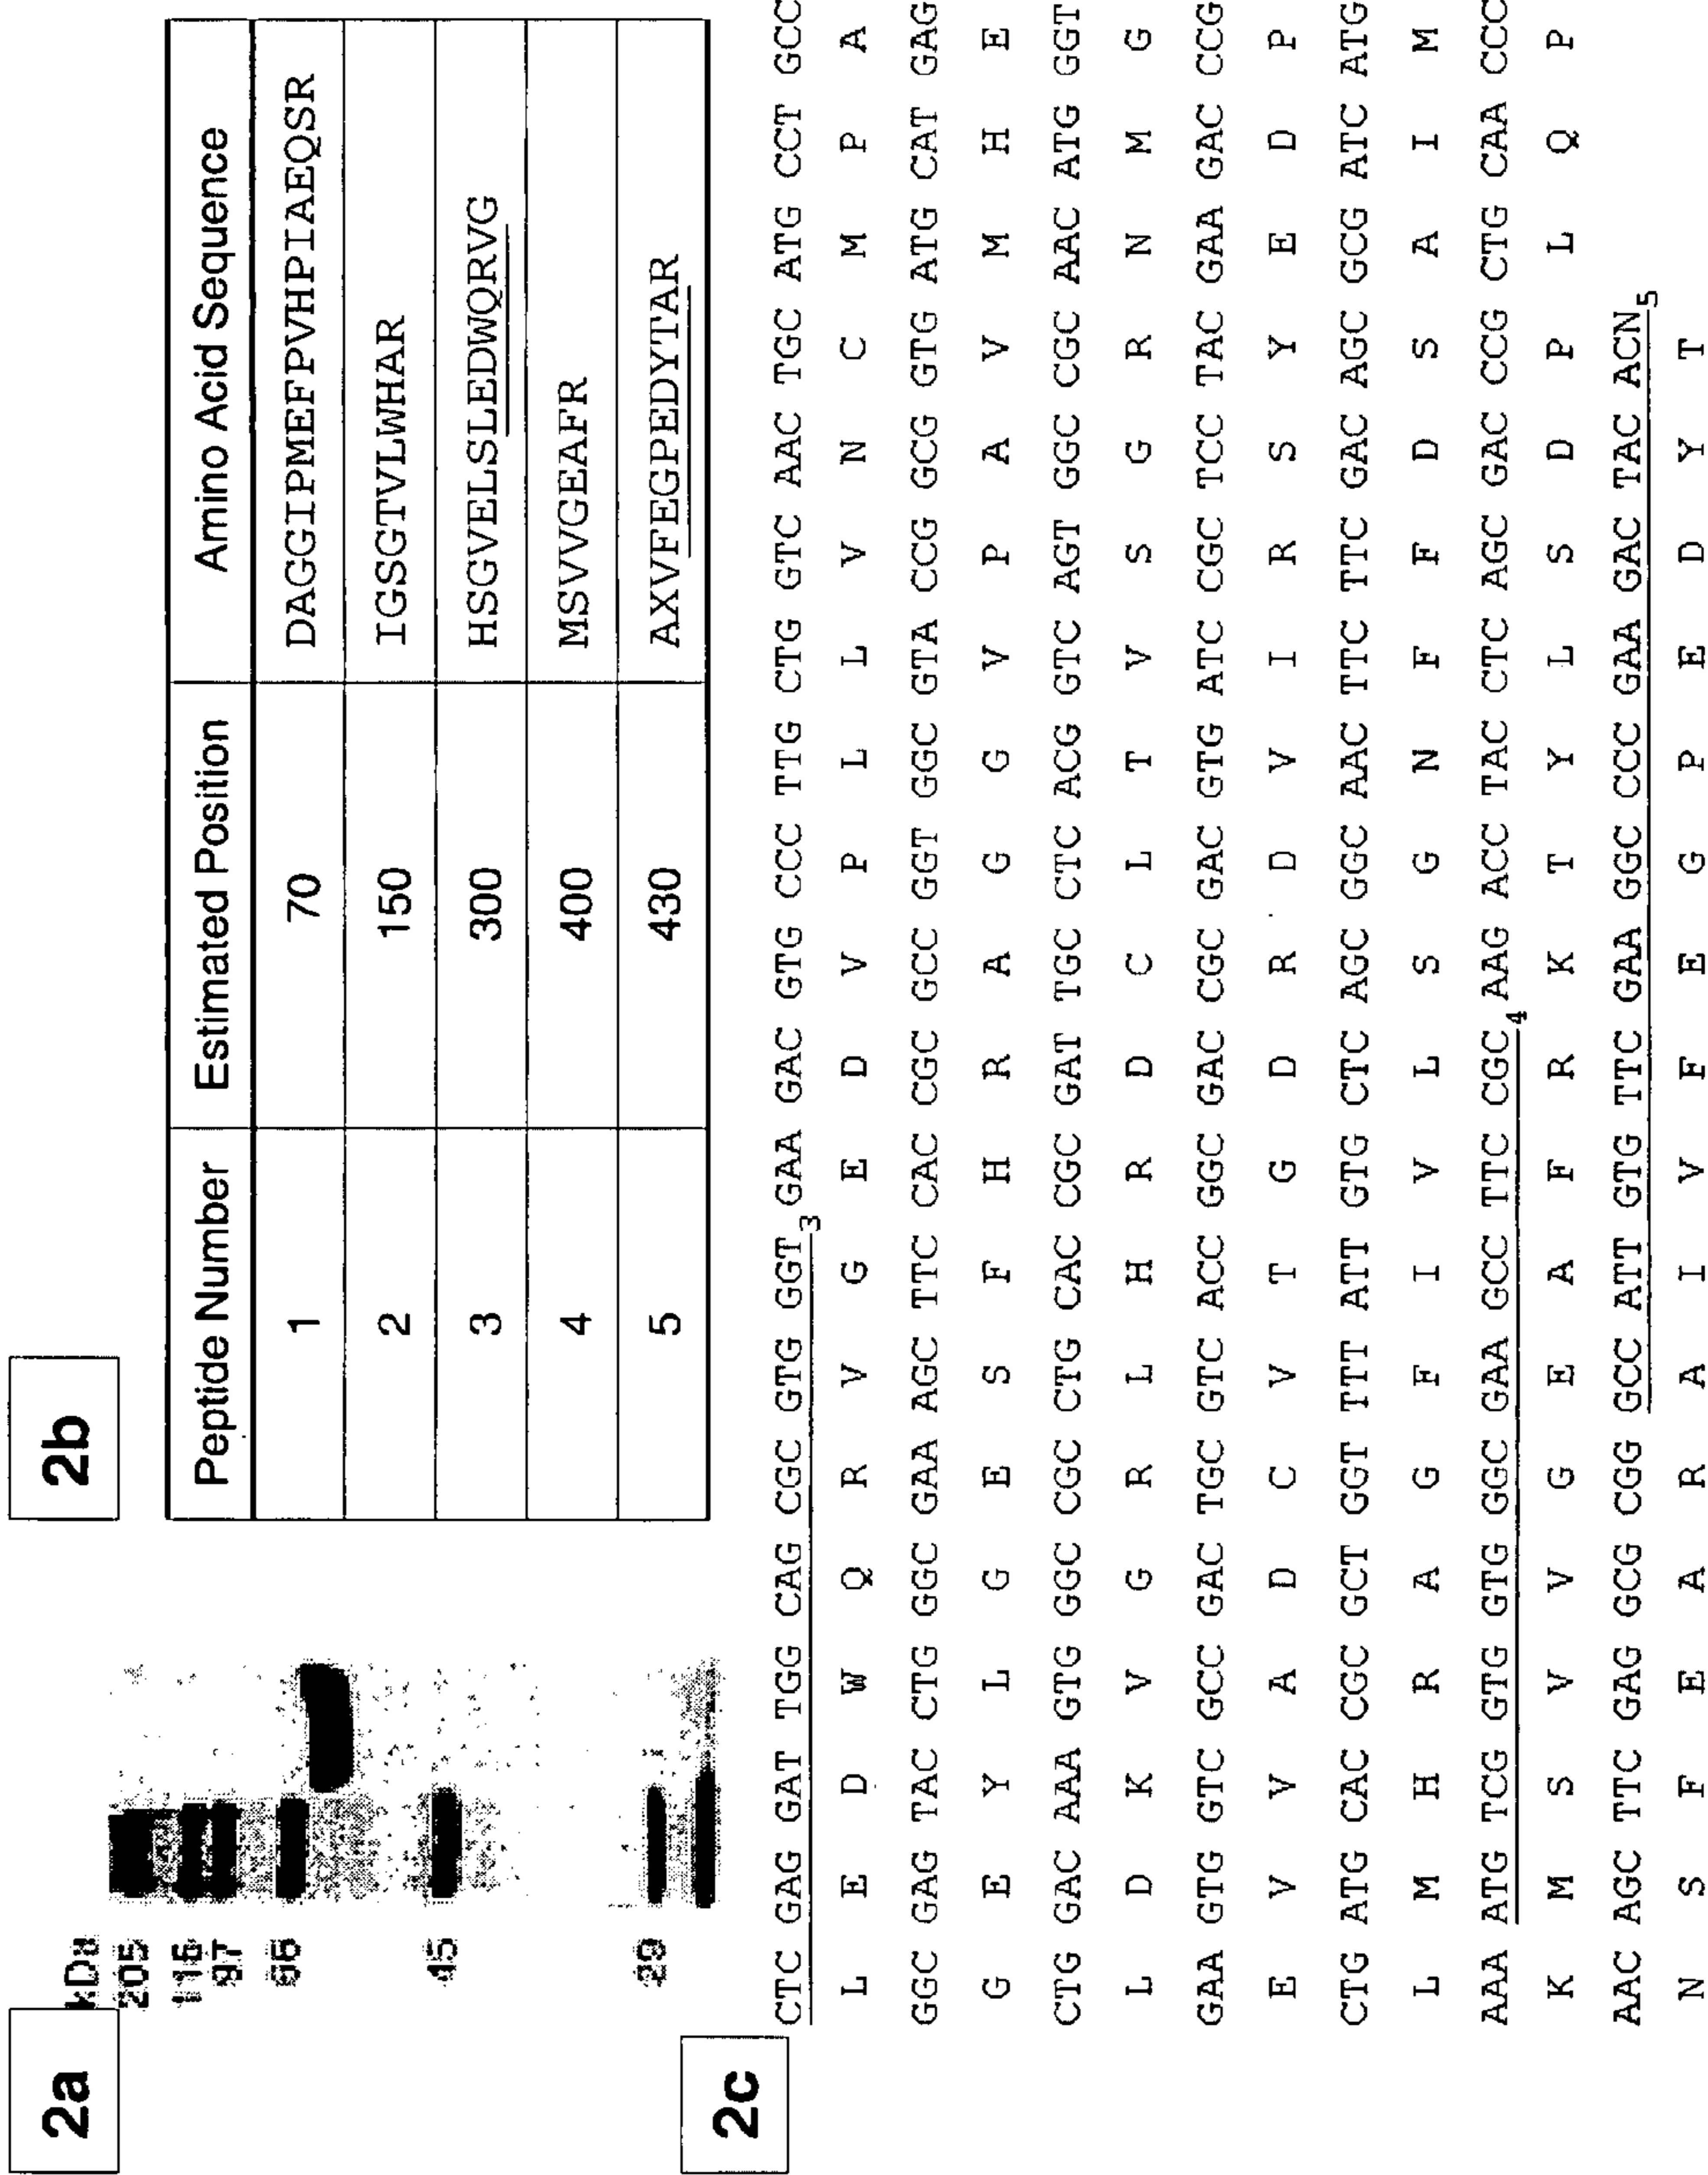 2a
kDa
205
116
97
66
45
29
2b
Peptide Number Estimated Position Amino Acid Sequence
1 70 DAGGIPMEFPVHPIAEQSR
2 150 IGSGTVLWHAR
3 300 HSGVELSLEDWQRVG
4 400 MSVVGEAFR
5 430 AXVFEGPEDYTAR
2c
CTC GAG GAT TGG CAG CGC GTG GGT 3 GAA GAC GTG CCC TTG CTG GTC AAC TGC ATG CCT GCC
L E D W Q R V G E D V P L L V N C M P A
GGC GAG TAC CTG GGC GAA AGC TTC CAC CGC GCC GGT GGC GTA CCG GCG GTG ATG CAT GAG
G E Y L G E S F H R A G G V P A V M H E
CTG GAC AAA GTG GGC CGC CTG CAC CGC GAT TGC CTC ACG GTC AGT GGC CGC AAC ATG GGT
L D K V G R L H R D C L T V S G R N M G
GAA GTG GTC GCC GAC TGC GTC ACC GGC GAC CGC GAC GTG ATC CGC TCC TAC GAA GAC CCG
E V V A D C V T G D R D V I R S Y E D P
CTG ATG CAC CGC GCT GGT TTT ATT GTG CTC AGC GGC AAC TTC TTC GAC AGC GCG ATC ATG
L M H R A G F I V L S G N F F D S A I M
AAA ATG TCG GTG GTG GGC GAA GCC TTC CGC 4 AAG ACC TAC CTC AGC GAC CCG CTG CAA CCC
K M S V V G E A F R K T Y L S D P L Q P
AAC AGC TTC GAG GCG CGG GCC ATT GTG TTC GAA GGC CCC GAA GAC TAC ACN 5
N S F E A R A I V F E G P E D Y T